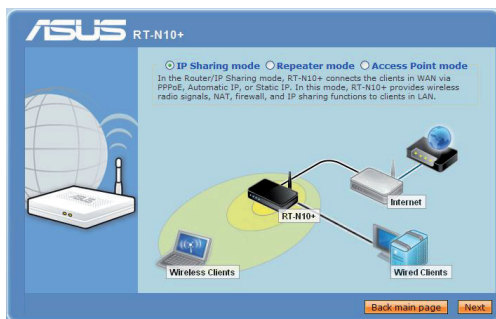 ASUS RT-N10+
IP Sharing mode Repeater mode Access Point mode
In the Router/IP Sharing mode, RT-N10+ connects the clients in WAN via
PPPoE, Automatic IP, or Static IP. In this mode, RT-N10+ provides wireless
radio signals, NAT, firewall, and IP sharing functions to clients in LAN.
Internet
RT-N10+
Wireless Clients
Wired Clients
Back main page Next